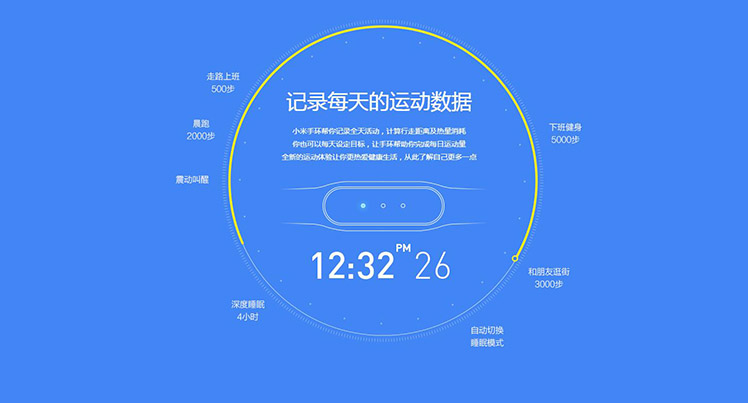 记录每天的运动数据
小米手环帮你记录全天活动，计算行走距离及热量消耗
你也可以每天设定目标，让手环帮助你完成每日运动量
全新的运动体验让你更热爱健康生活，从此了解自己更多一点
12:32 PM 26
走路上班
500步
晨跑
2000步
震动叫醒
深度睡眠
4小时
下班健身
5000步
和朋友逛街
3000步
自动切换
睡眠模式